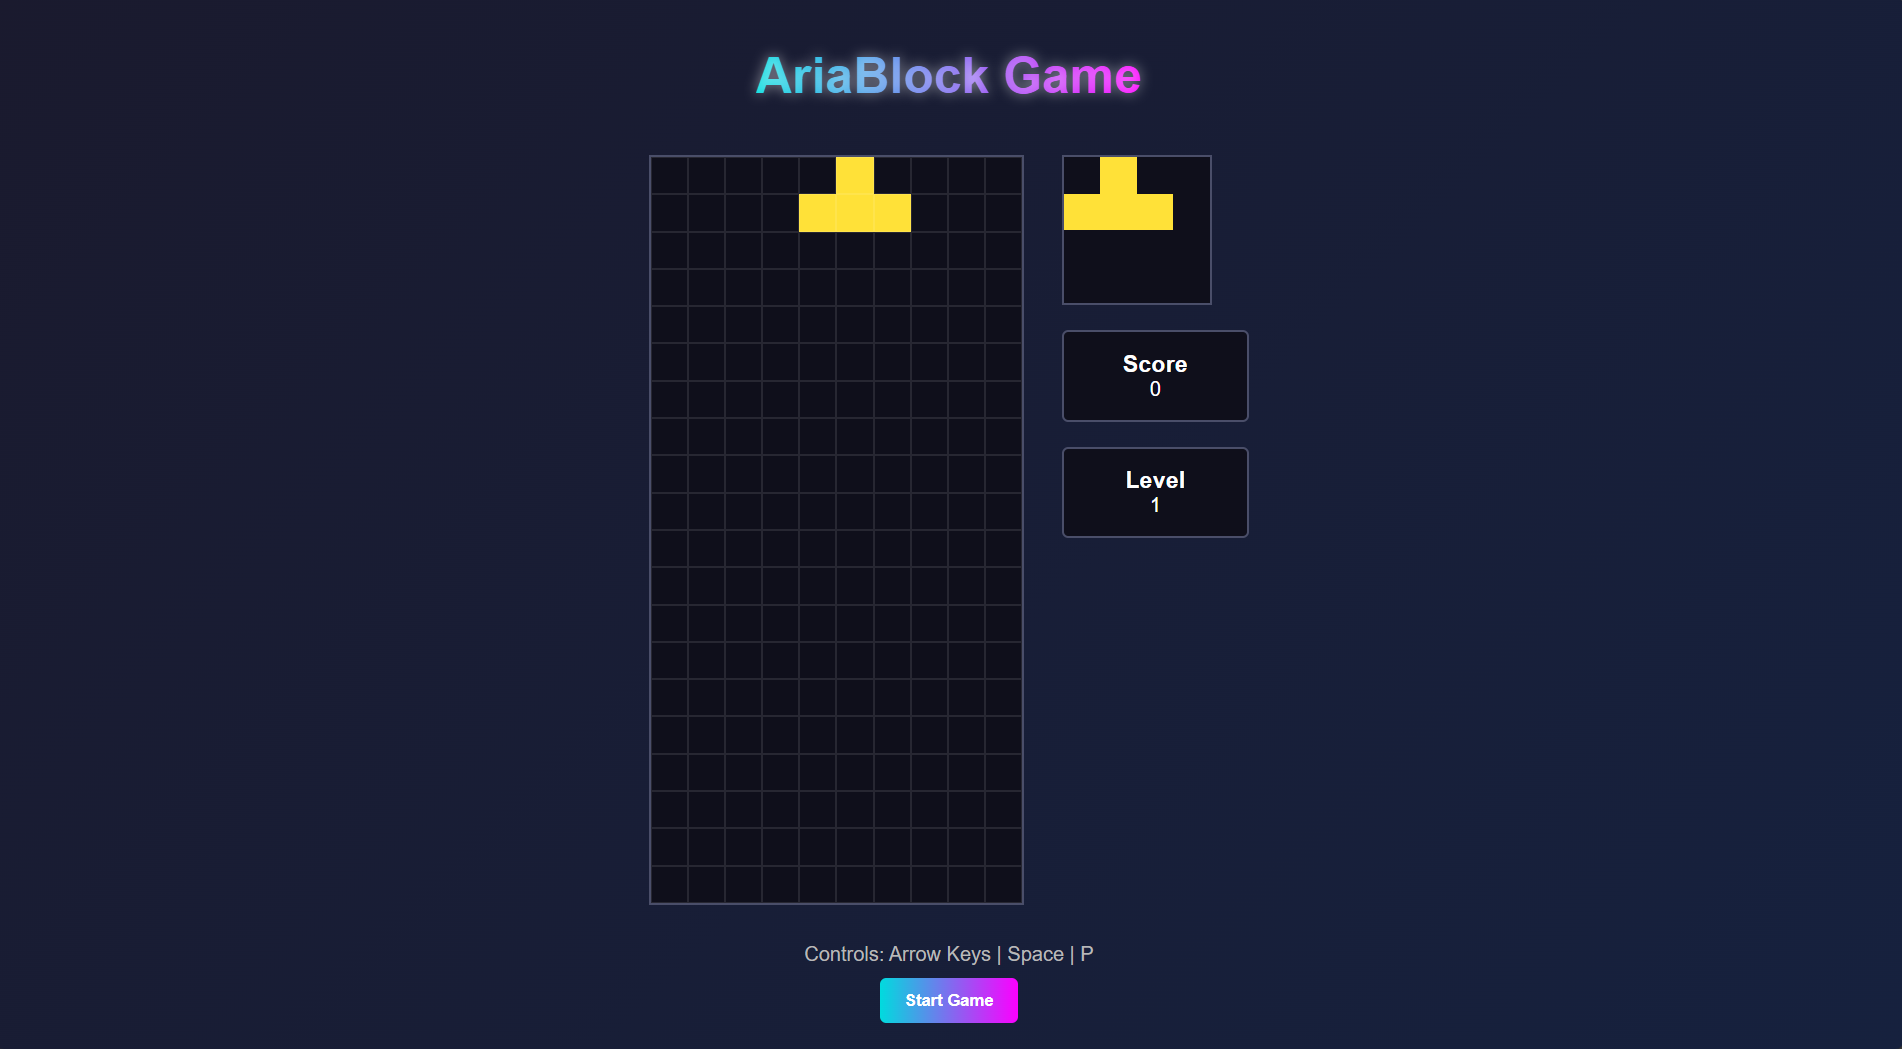 AriaBlock Game
Score
0
Level
1
Controls: Arrow Keys | Space | P
Start Game